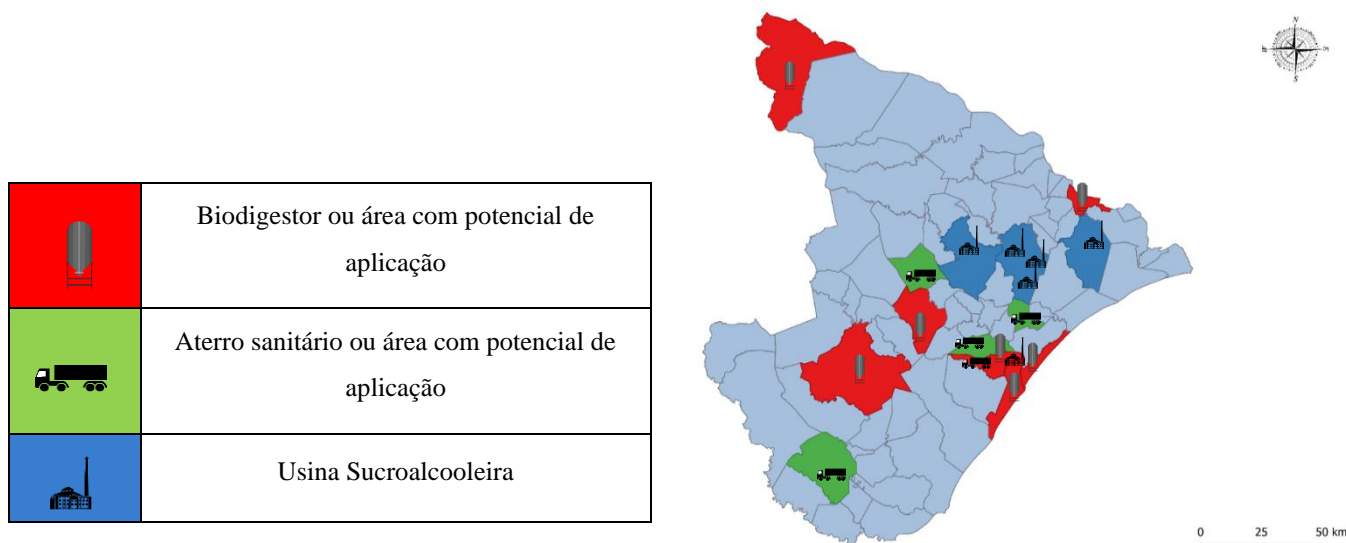 Biodigestor ou área com potencial de
aplicação
Aterro sanitário ou área com potencial de
aplicação
Usina Sucroalcooleira
N
S
0 25 50 km